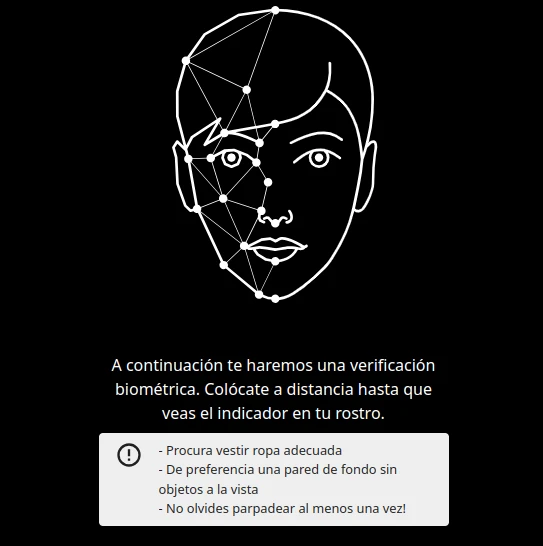 A continuación te haremos una verificación
biométrica. Colócate a distancia hasta que
veas el indicador en tu rostro.
- Procura vestir ropa adecuada
- De preferencia una pared de fondo sin
objetos a la vista
- No olvides parpadear al menos una vez!